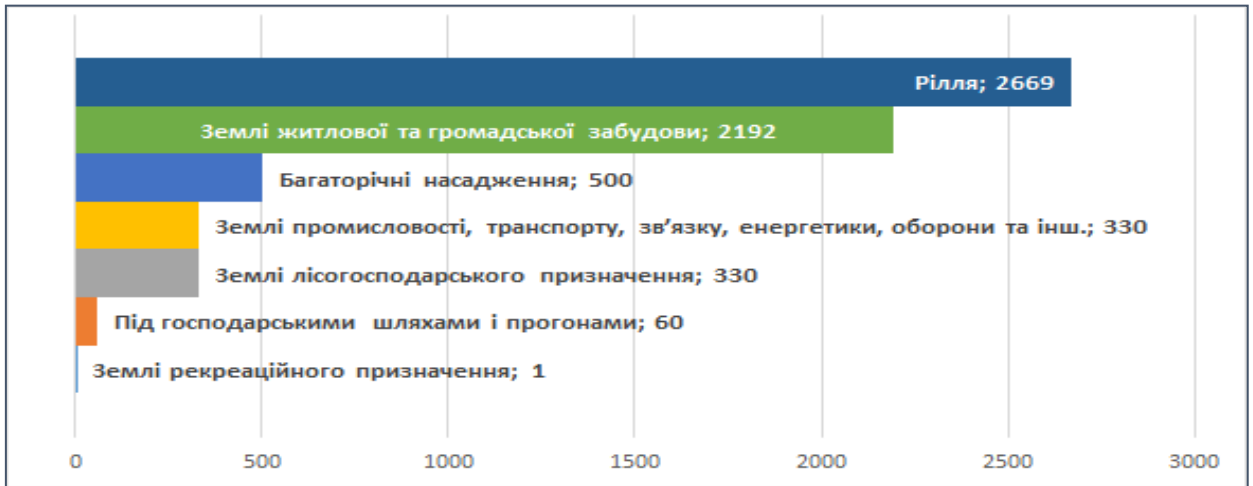 Рілля; 2669
Землі житлової та громадської забудови; 2192
Багаторічні насадження; 500
Землі промисловості, транспорту, зв’язку, енергетики, оборони та інш.; 330
Землі лісогосподарського призначення; 330
Під господарськими шляхами і прогонами; 60
Землі рекреаційного призначення; 1
0 500 1000 1500 2000 2500 3000